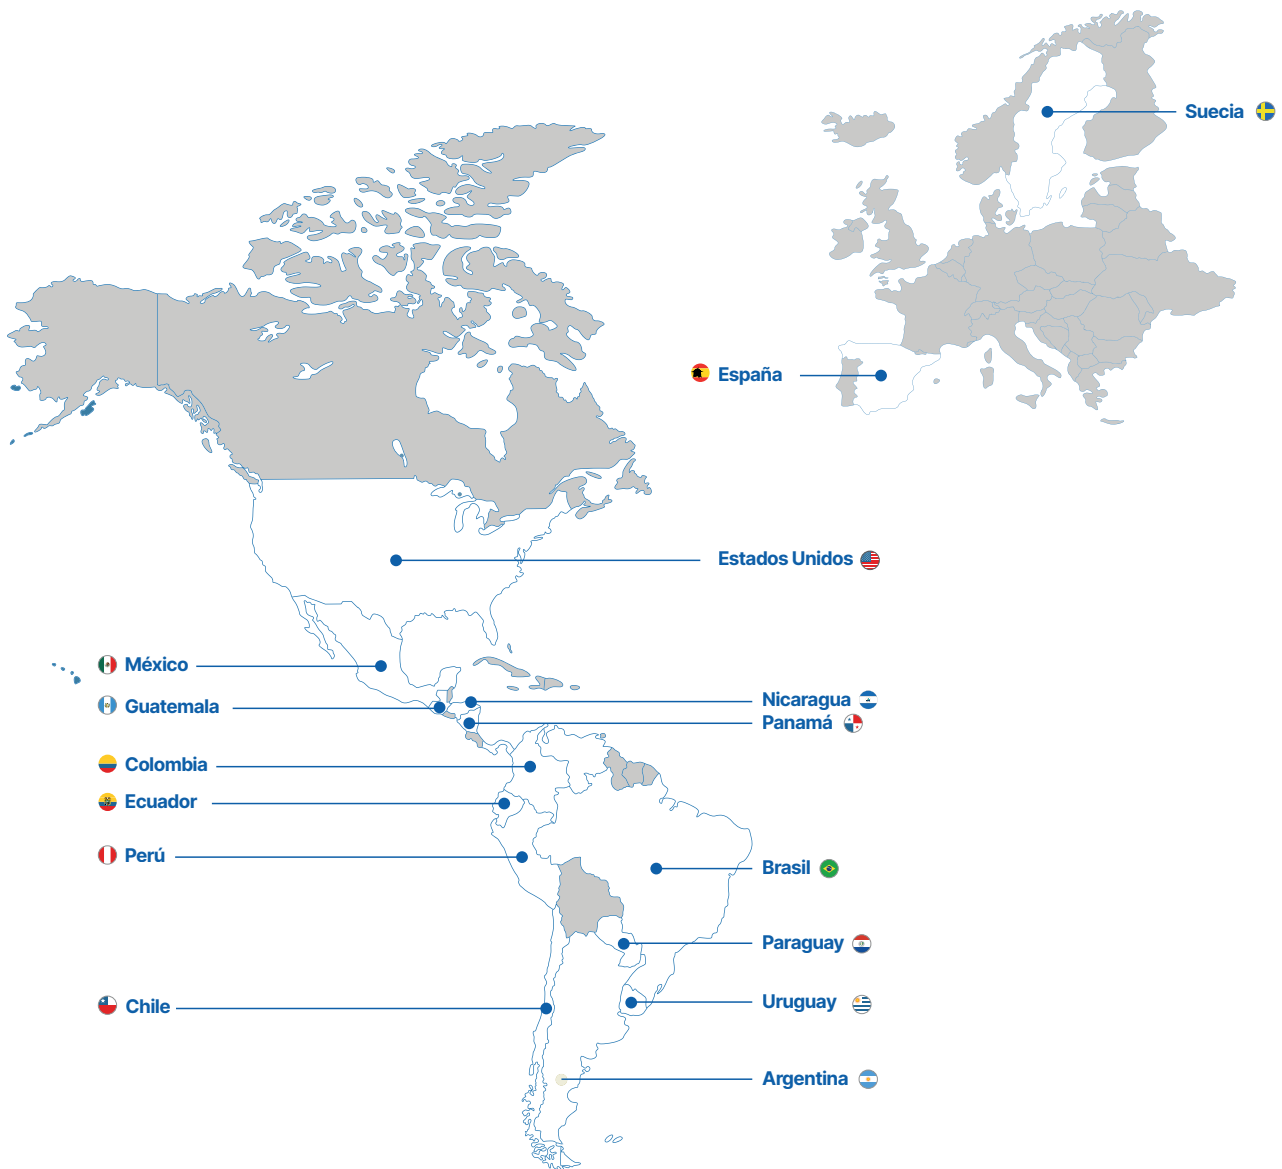 Suecia
España
Estados Unidos
México
Guatemala
Nicaragua
Panamá
Colombia
Ecuador
Perú
Brasil
Paraguay
Chile
Uruguay
Argentina